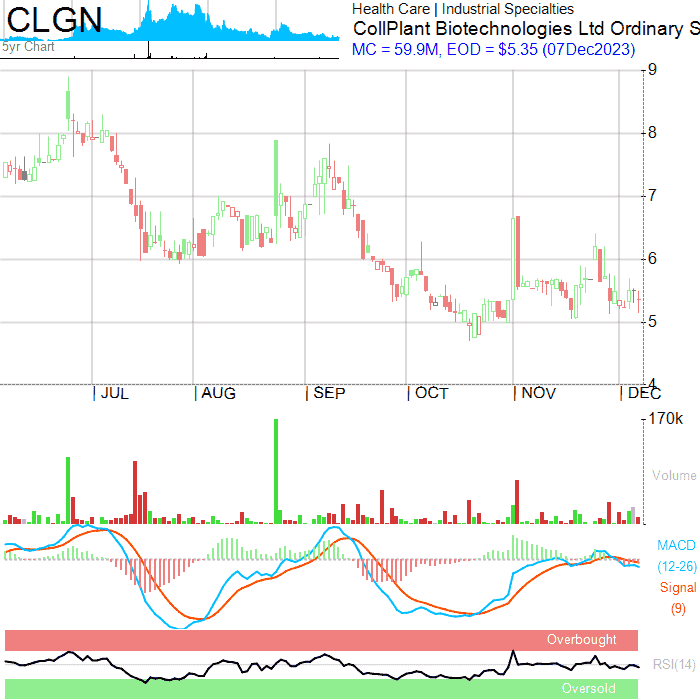 CLGN
5yr Chart
Health Care | Industrial Specialties
CollPlant Biotechnologies Ltd Ordinary S
MC = 59.9M, EOD = $5.35 (07Dec2023)
9
8
7
6
5
4
JUL AUG SEP OCT NOV DEC
170k
Volume
MACD
(12-26)
Signal
(9)
Overbought
RSI(14)
Oversold